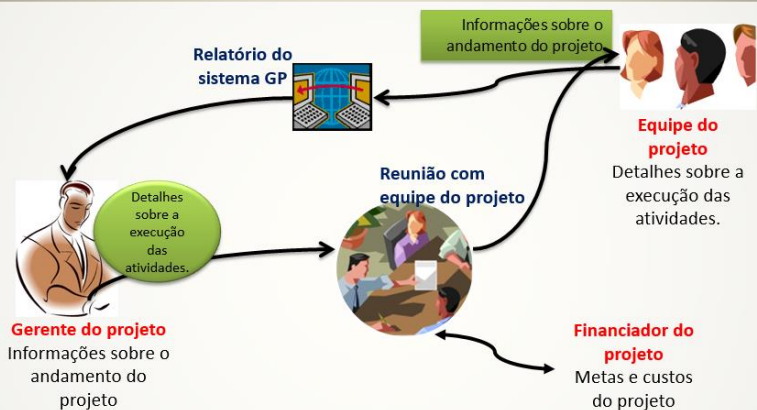 Informações sobre o
andamento do projeto
Relatório do
sistema GP
Equipe do
projeto
Detalhes sobre a
execução das
atividades.
Reunião com
equipe do projeto
Detalhes
sobre a
execução
das
atividades.
Gerente do projeto
Informações sobre o
andamento do
projeto
Financiador do
projeto
Metas e custos
do projeto